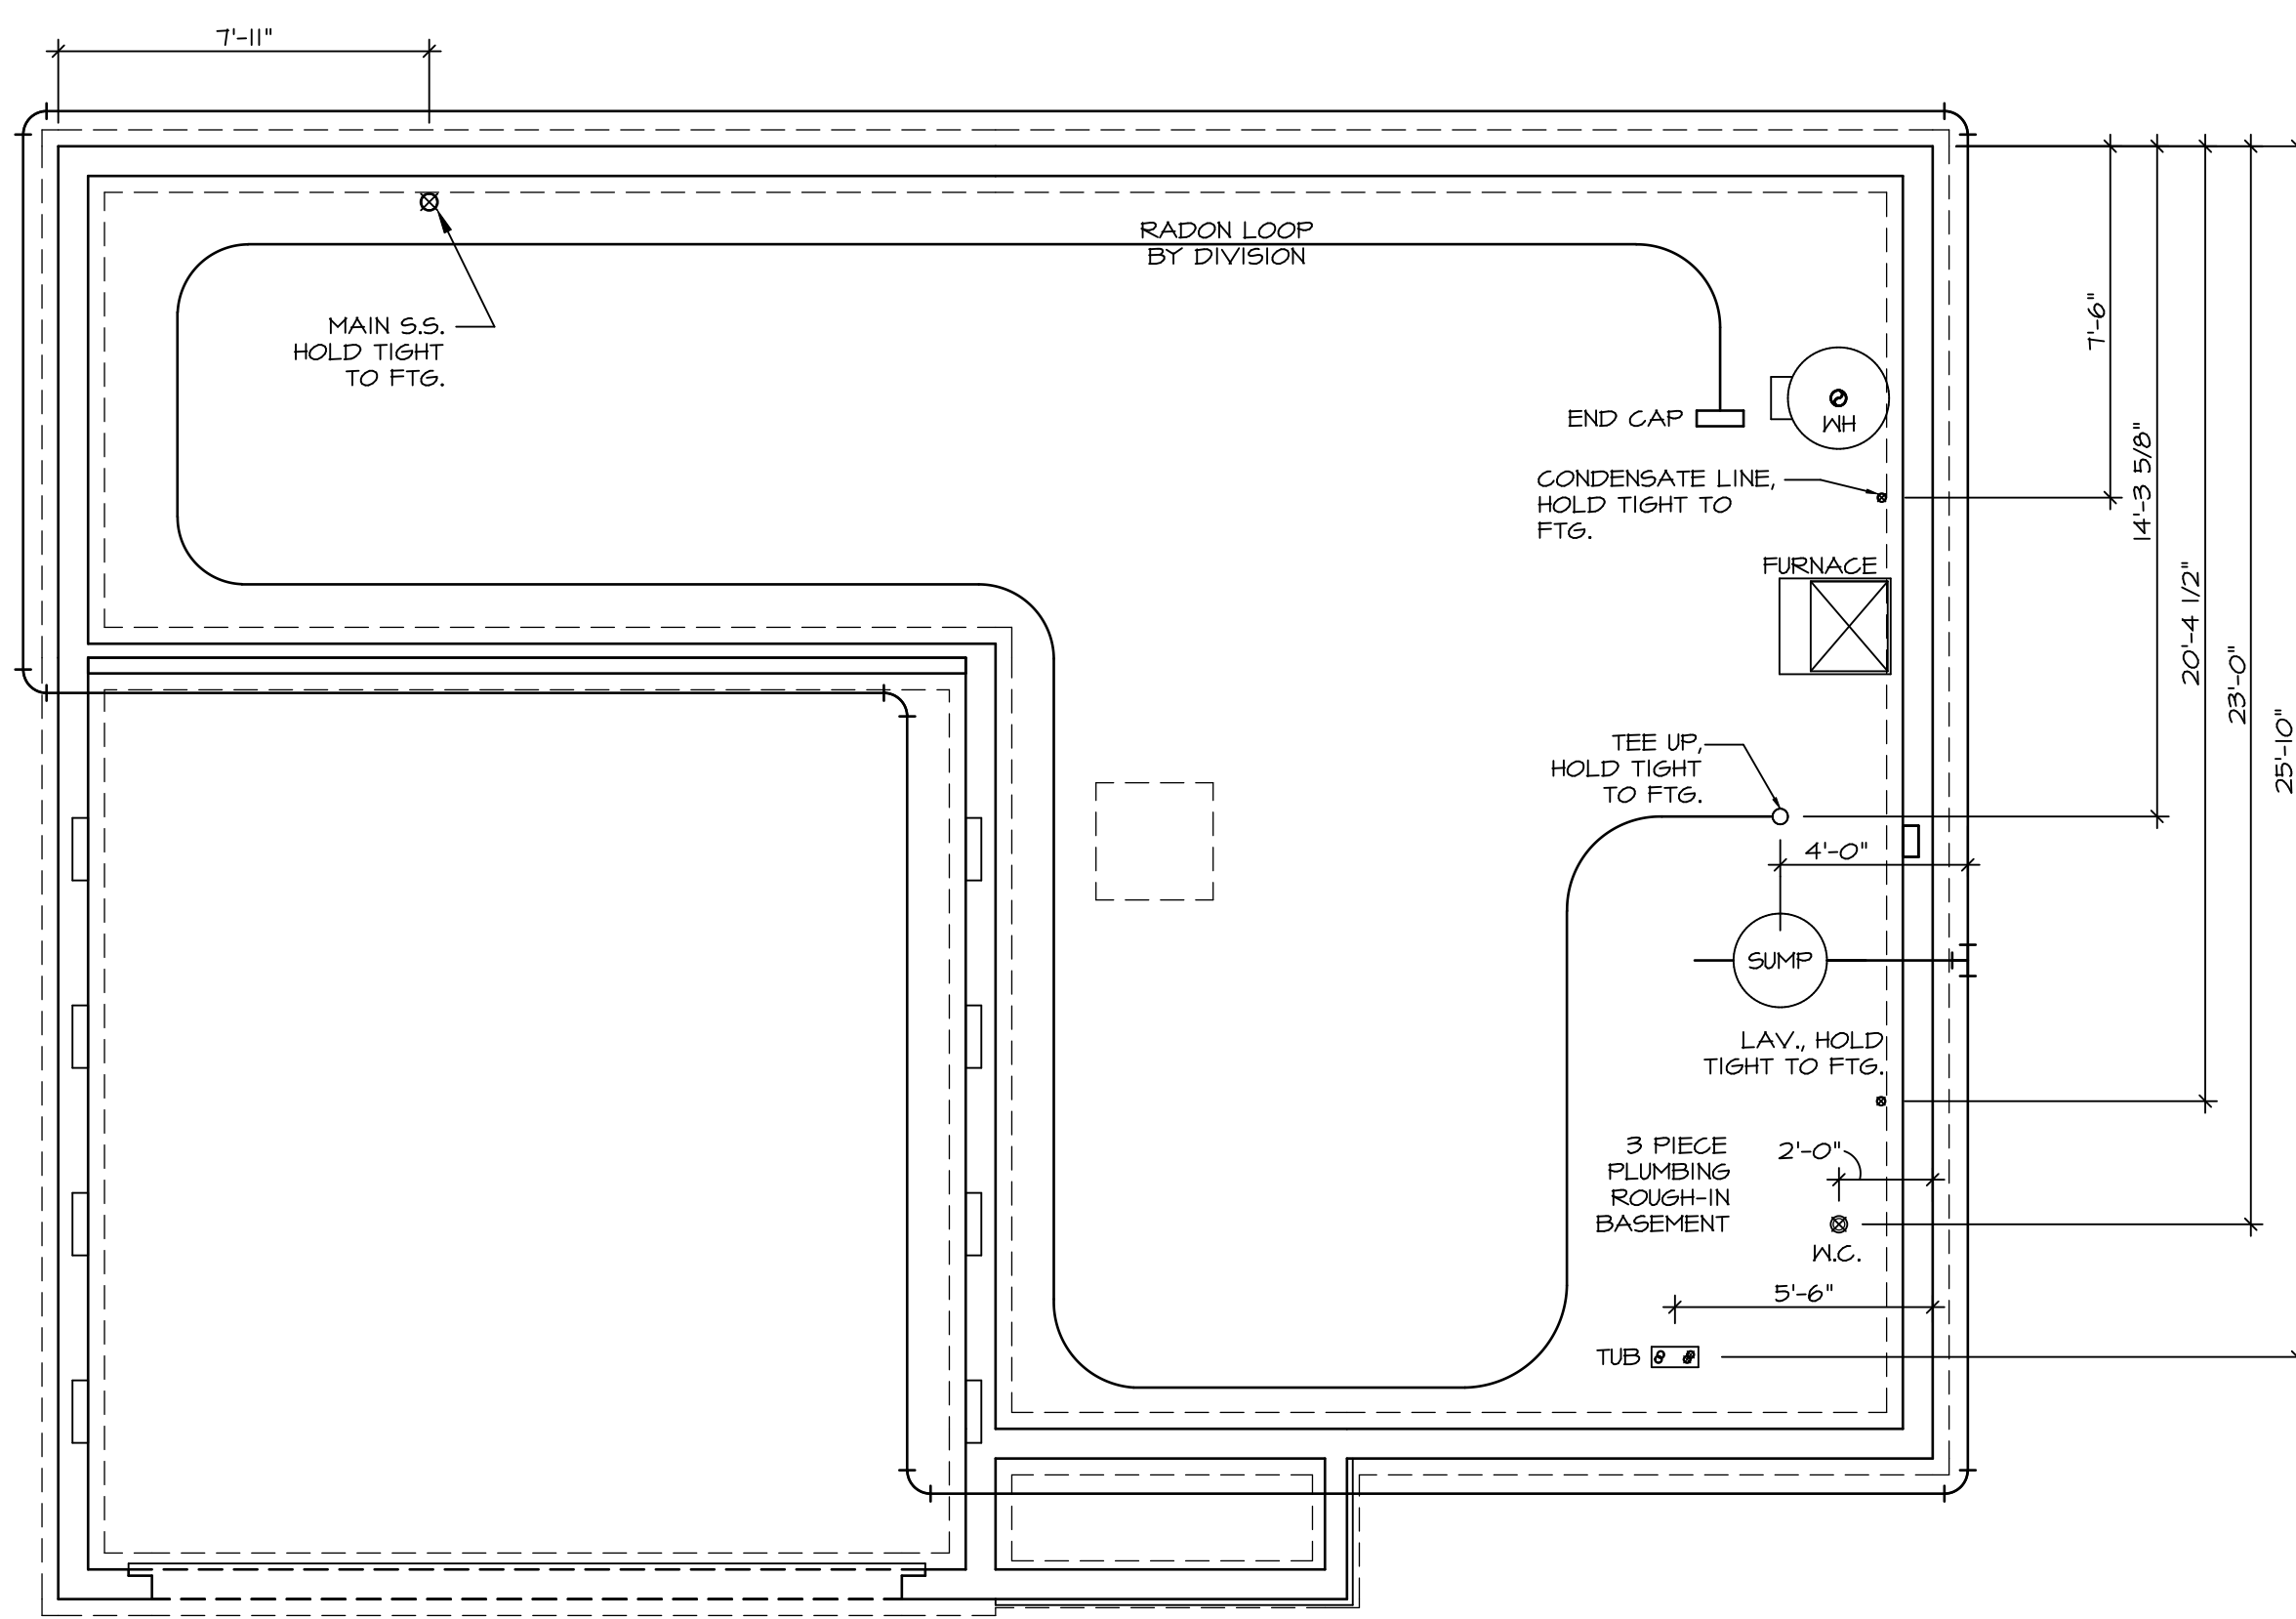 7'-11"
RADON LOOP
BY DIVISION
MAIN S.S.
HOLD TIGHT
TO FTG.
7'-6"
END CAP
WH
CONDENSATE LINE,
HOLD TIGHT TO
FTG.
14'-3 5/8"
FURNACE
20'-4 1/2"
23'-0"
25'-10"
TEE UP,
HOLD TIGHT
TO FTG.
4'-0"
SUMP
LAV., HOLD
TIGHT TO FTG.
3 PIECE
PLUMBING
ROUGH-IN
BASEMENT
2'-0"
W.C.
5'-6"
TUB